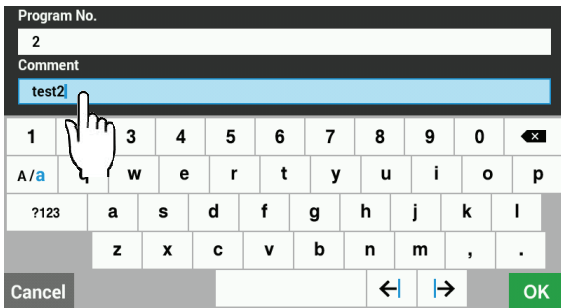 Program No.
2
Comment
test2
1 3 4 5 6 7 8 9 0
A/a w e r t y u i o p
?123 a s d f g h j k l
z x c v b n m , .
Cancel OK